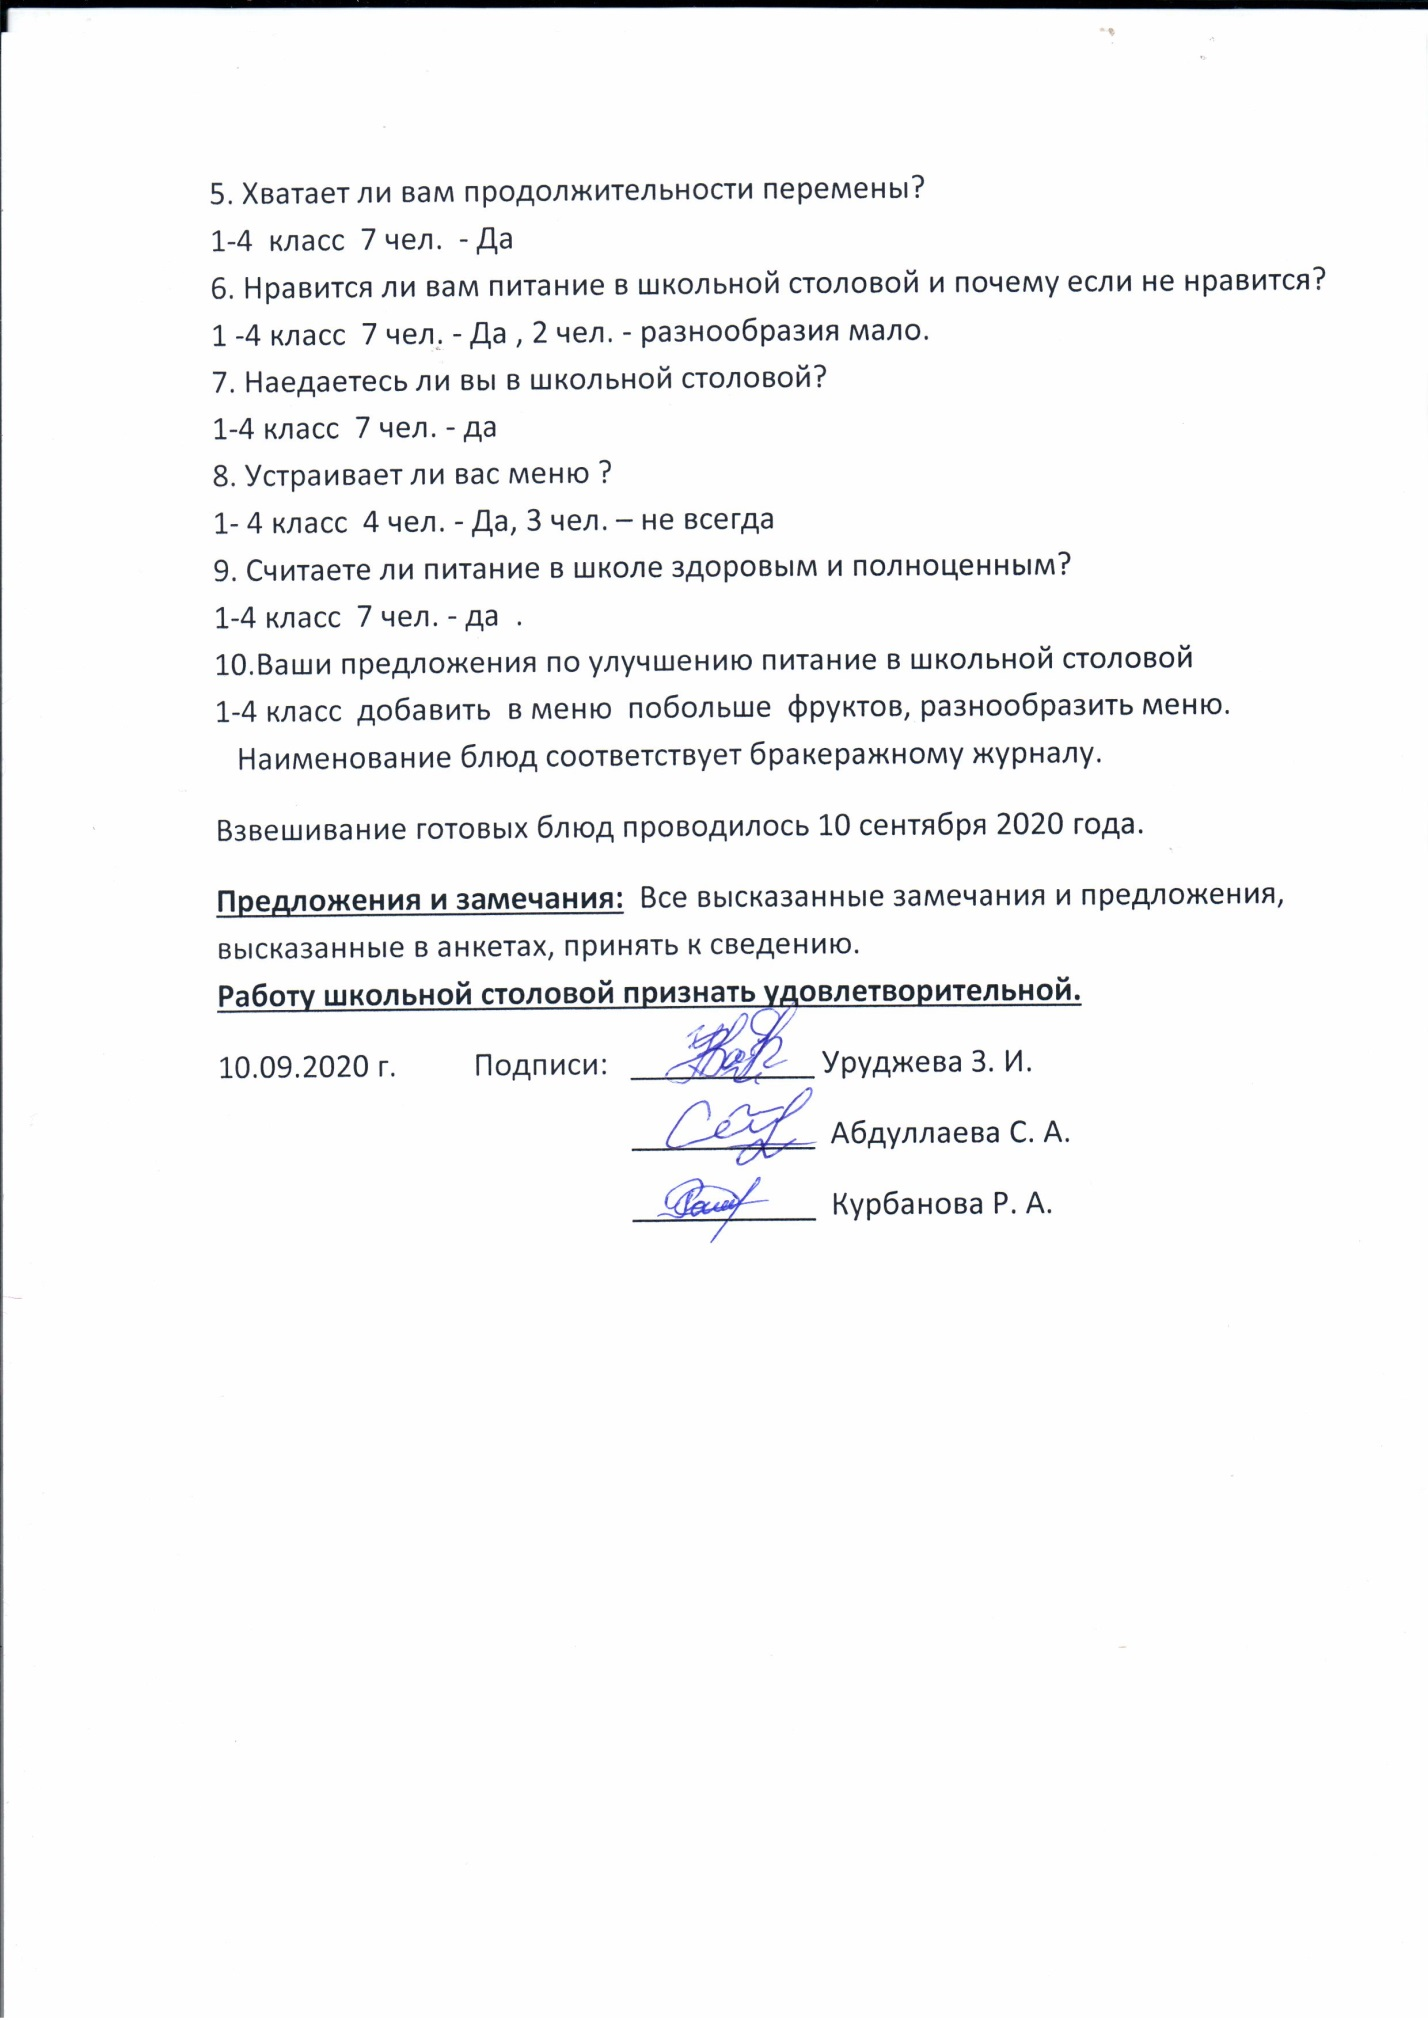 5. Хватает ли вам продолжительности перемены?
1-4 класс 7 чел. - Да
6. Нравится ли вам питание в школьной столовой и почему если не нравится?
1 -4 класс 7 чел. - Да , 2 чел. - разнообразия мало.
7. Наедаетесь ли вы в школьной столовой?
1-4 класс 7 чел. - да
8. Устраивает ли вас меню ?
1- 4 класс 4 чел. - Да, 3 чел. – не всегда
9. Считаете ли питание в школе здоровым и полноценным?
1-4 класс 7 чел. - да .
10.Ваши предложения по улучшению питание в школьной столовой
1-4 класс добавить в меню побольше фруктов, разнообразить меню.
Наименование блюд соответствует бракеражному журналу.
Взвешивание готовых блюд проводилось 10 сентября 2020 года.
Предложения и замечания: Все высказанные замечания и предложения,
высказанные в анкетах, принять к сведению.
Работу школьной столовой признать удовлетворительной.
10.09.2020 г. Подписи: ____________ Уруджева З. И.
____________ Абдуллаева С. А.
____________ Курбанова Р. А.